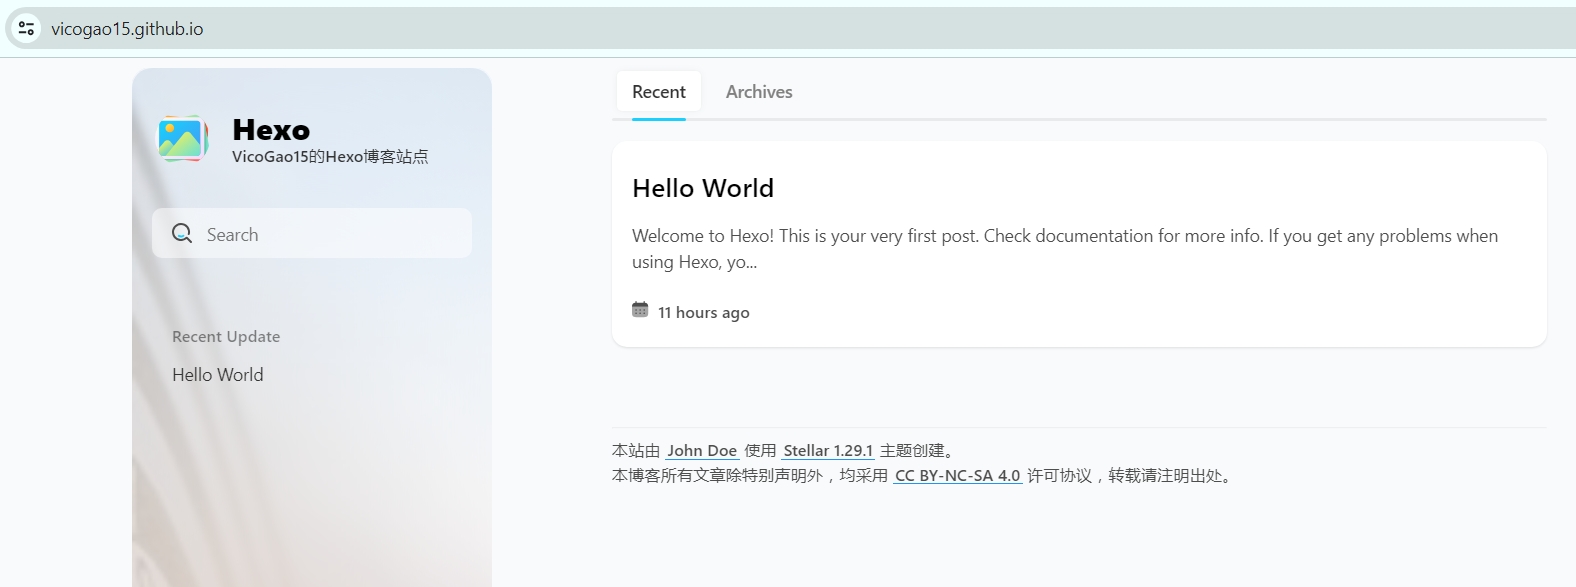 vicogao15.github.io
Hexo
VicoGao15的Hexo博客站点
Search
Recent Update
Hello World
Recent Archives
Hello World
Welcome to Hexo! This is your very first post. Check documentation for more info. If you get any problems when
using Hexo, yo...
11 hours ago
本站由 John Doe 使用 Stellar 1.29.1 主题创建。
本博客所有文章除特别声明外，均采用 CC BY-NC-SA 4.0 许可协议，转载请注明出处。